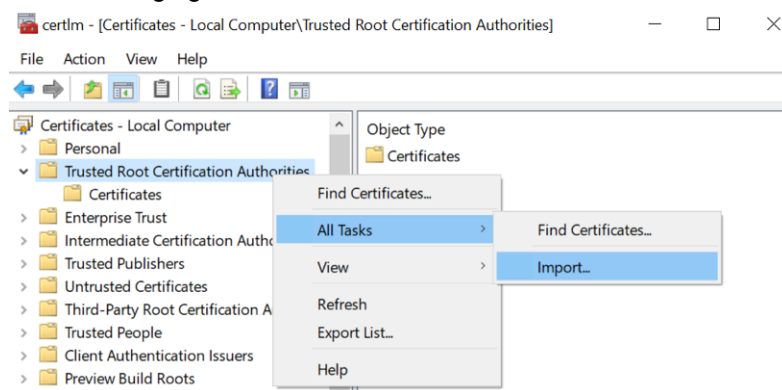 certlm - [Certificates - Local Computer\Trusted Root Certification Authorities]
File Action View Help
Certificates - Local Computer
Personal
Trusted Root Certification Authorities
Certificates
Enterprise Trust
Intermediate Certification
Trusted Publishers
Untrusted Certificates
Third-Party Root Certification A
Trusted People
Client Authentication Issuers
Preview Build Roots
Object Type
Certificates
Find Certificates...
All Tasks
View
Refresh
Export List...
Help
Find Certificates...
Import...